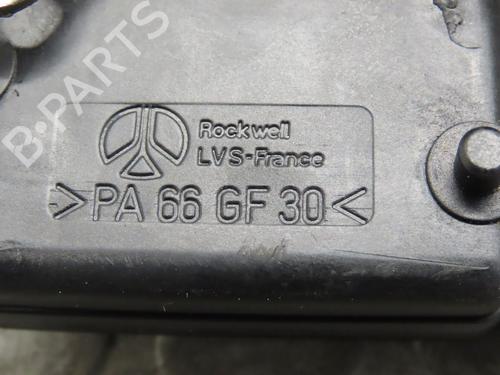 B-PARTS
Rockwell
LVS-France
>PA 66 GF 30<